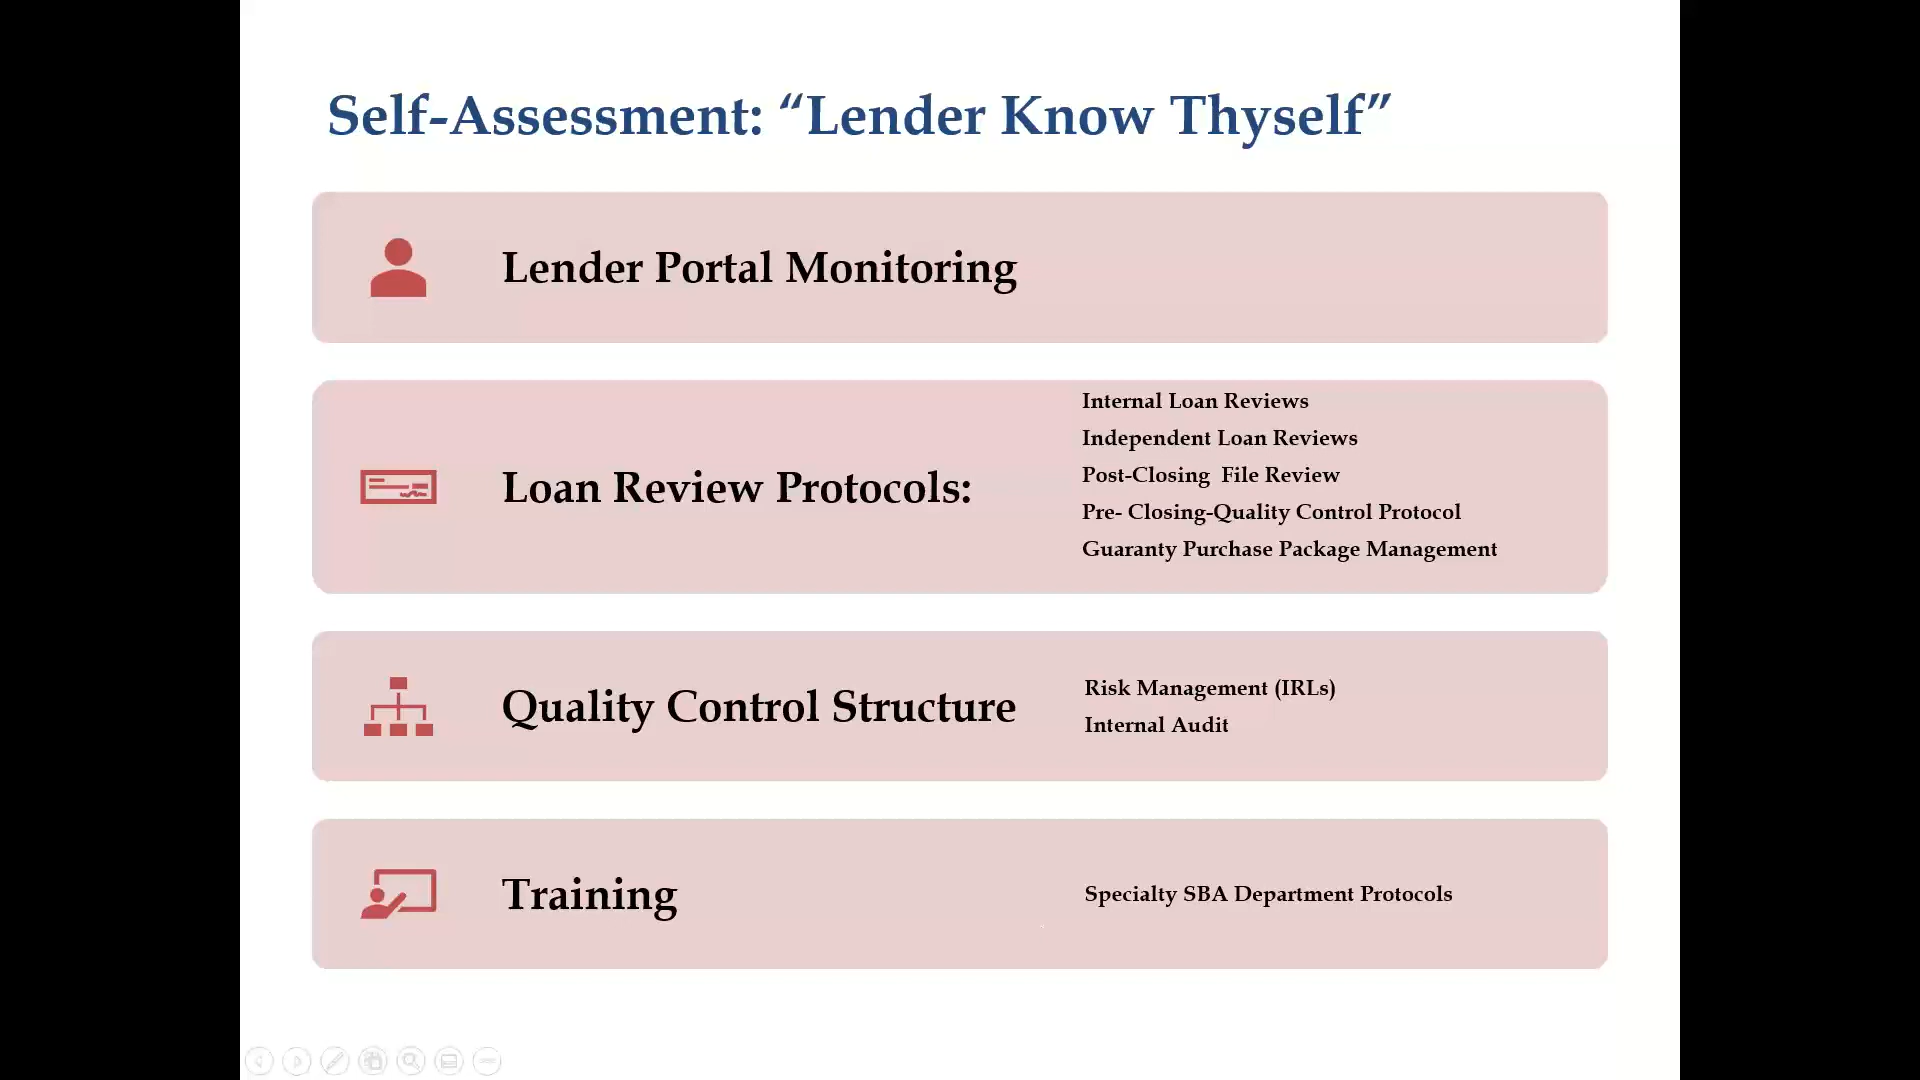 Self-Assessment: “Lender Know Thyself”
Lender Portal Monitoring
Loan Review Protocols:
Internal Loan Reviews
Independent Loan Reviews
Post-Closing  File Review
Pre- Closing-Quality Control Protocol
Guaranty Purchase Package Management
Quality Control Structure
Risk Management (IRLs)
Internal Audit
Training
Specialty SBA Department Protocols